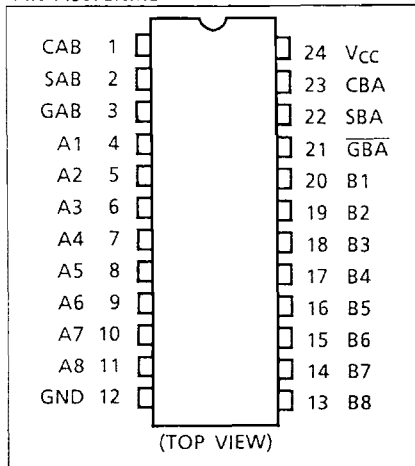 CAB 1 24 VCC
SAB 2 23 CBA
GAB 3 22 SBA
A1 4 21 G̅B̅A̅
A2 5 20 B1
A3 6 19 B2
A4 7 18 B3
A5 8 17 B4
A6 9 16 B5
A7 10 15 B6
A8 11 14 B7
GND 12 13 B8
(TOP VIEW)